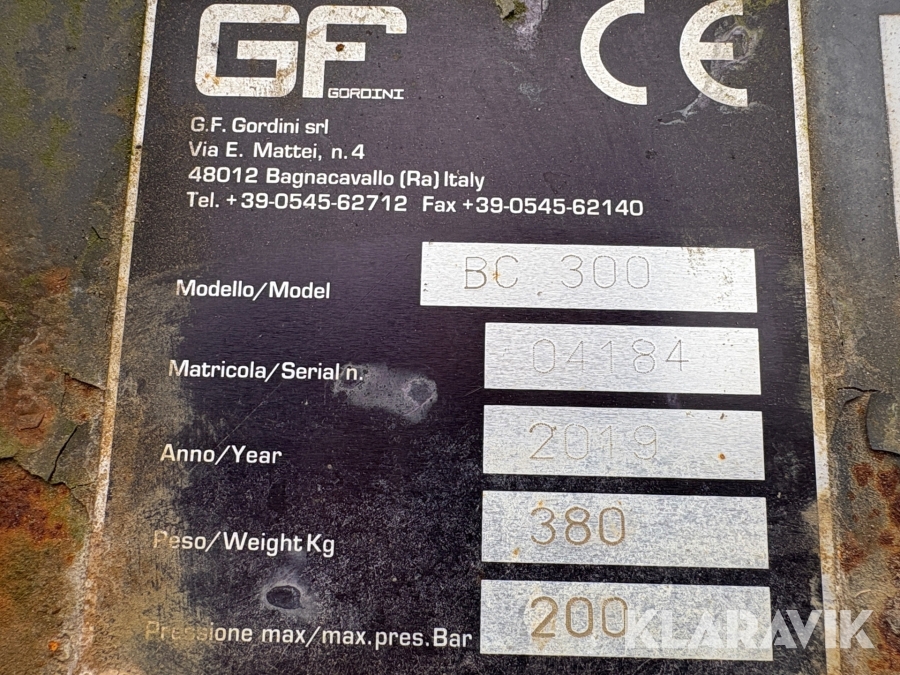 GF
GORDINI
CE
G.F. Gordini srl
Via E. Mattei, n.4
48012 Bagnacavallo (Ra) Italy
Tel. +39-0545-62712 Fax +39-0545-62140
Modello/Model BC 300
Matricola/Serial n. 04184
Anno/Year 2019
Peso/Weight Kg 380
Pressione max/max.pres.Bar 200
KLARAVIK